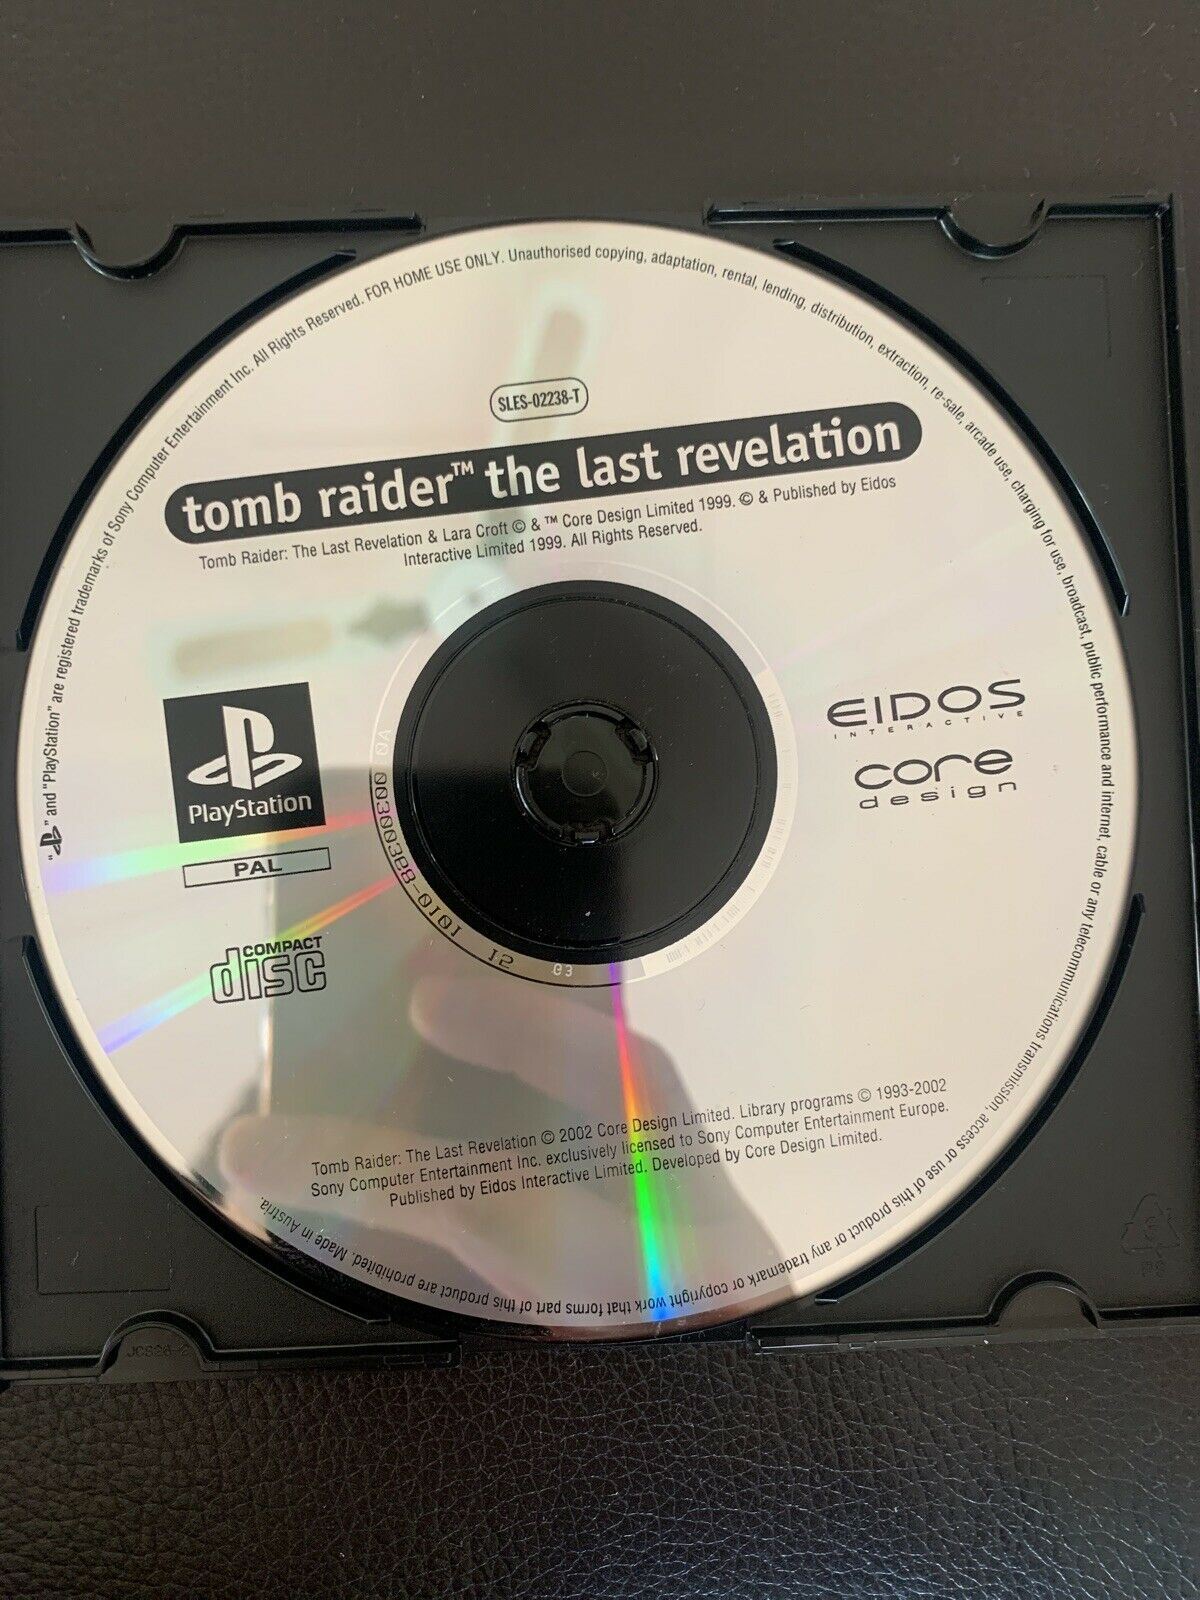 "PS" and "PlayStation" are registered trademarks of Sony Computer Entertainment Inc. All Rights Reserved. FOR HOME USE ONLY. Unauthorised copying, adaptation, rental, lending, distribution, extraction, re-sale, arcade use, charging for use, broadcast, public performance and internet, cable or any telecommunications transmission, access or use of this product or any trademark or copyright work that forms part of this product are prohibited. Made in Austria.
SLES-02238-T
tomb raider™ the last revelation
Tomb Raider: The Last Revelation & Lara Croft © & ™ Core Design Limited 1999. © & Published by Eidos
Interactive Limited 1999. All Rights Reserved.
PlayStation
PAL
COMPACT
disc
EIDOS
INTERACTIVE
core
design
12 03
Tomb Raider: The Last Revelation © 2002 Core Design Limited. Library programs © 1993-2002
Sony Computer Entertainment Inc. exclusively licensed to Sony Computer Entertainment Europe.
Published by Eidos Interactive Limited. Developed by Core Design Limited.